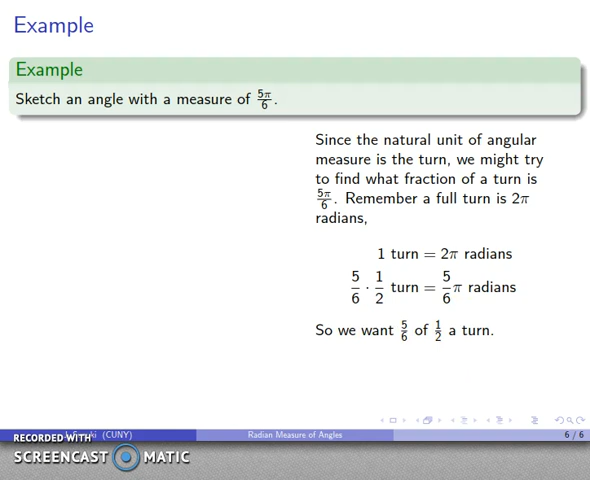 Example
Example
Sketch an angle with a measure of 5π/6.
Since the natural unit of angular
measure is the turn, we might try
to find what fraction of a turn is
5π/6. Remember a full turn is 2π
radians,
1 turn = 2π radians
5/6 · 1/2 turn = 5/6 π radians
So we want 5/6 of 1/2 a turn.
(CUNY) Radian Measure of Angles 6 / 6
RECORDED WITH
SCREENCAST MATIC